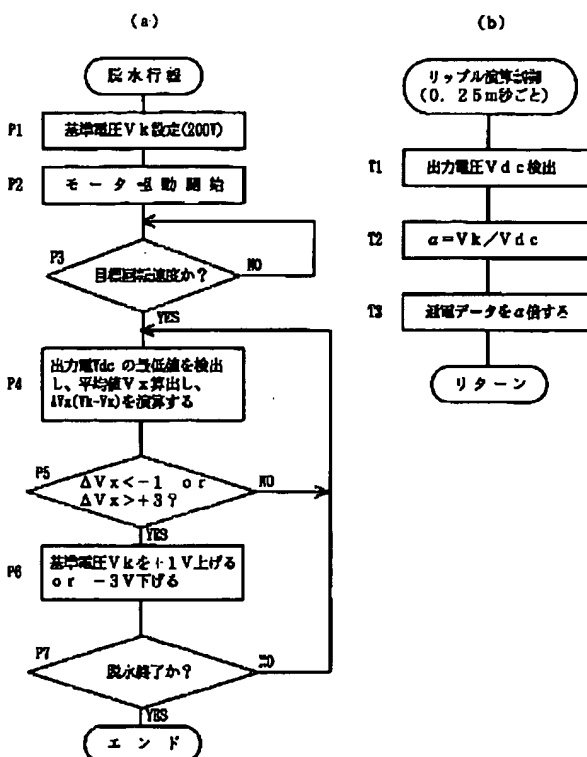 (a)
脱水行程
P1
基準電圧Vk設定(200V)
P2
モータ駆動開始
P3
目標回転速度か?
NO
YES
P4
出力電Vdc の最低値を検出
し、平均値Vx算出し、
ΔVx(Vk-Vx)を演算する
P5
ΔVx<-1 or
ΔVx>+3?
NO
YES
P6
基準電圧Vkを+1V上げる
or -3V下げる
P7
脱水終了か?
NO
YES
エンド
(b)
リップル演算制御
(0.25m秒ごと)
T1
出力電圧Vdc検出
T2
α=Vk/Vdc
T3
通電データをα倍する
リターン